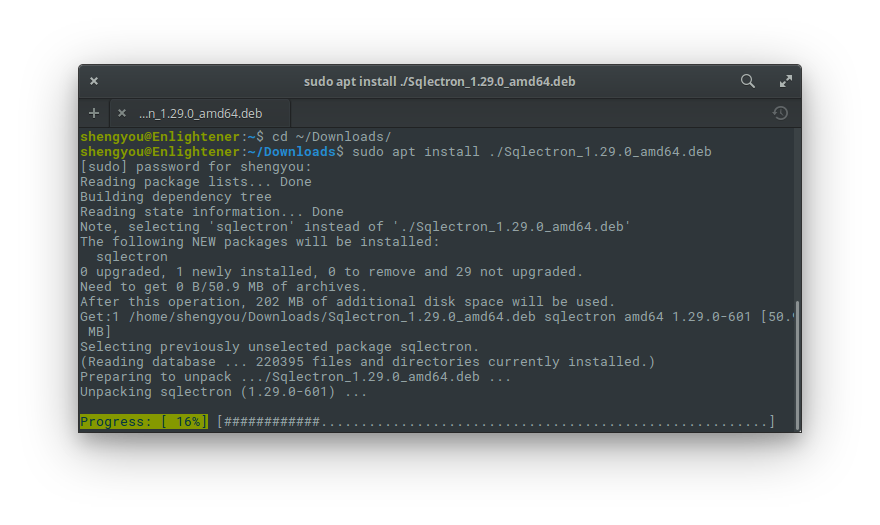 sudo apt install ./Sqlectron_1.29.0_amd64.deb
...n_1.29.0_amd64.deb
shengyou@Enlightener:~$ cd ~/Downloads/
shengyou@Enlightener:~/Downloads$ sudo apt install ./Sqlectron_1.29.0_amd64.deb
[sudo] password for shengyou:
Reading package lists... Done
Building dependency tree
Reading state information... Done
Note, selecting 'sqlectron' instead of './Sqlectron_1.29.0_amd64.deb'
The following NEW packages will be installed:
  sqlectron
0 upgraded, 1 newly installed, 0 to remove and 29 not upgraded.
Need to get 0 B/50.9 MB of archives.
After this operation, 202 MB of additional disk space will be used.
Get:1 /home/shengyou/Downloads/Sqlectron_1.29.0_amd64.deb sqlectron amd64 1.29.0-601 [50.9
 MB]
Selecting previously unselected package sqlectron.
(Reading database ... 220395 files and directories currently installed.)
Preparing to unpack .../Sqlectron_1.29.0_amd64.deb ...
Unpacking sqlectron (1.29.0-601) ...
Progress: [ 16%] [############........................................................]